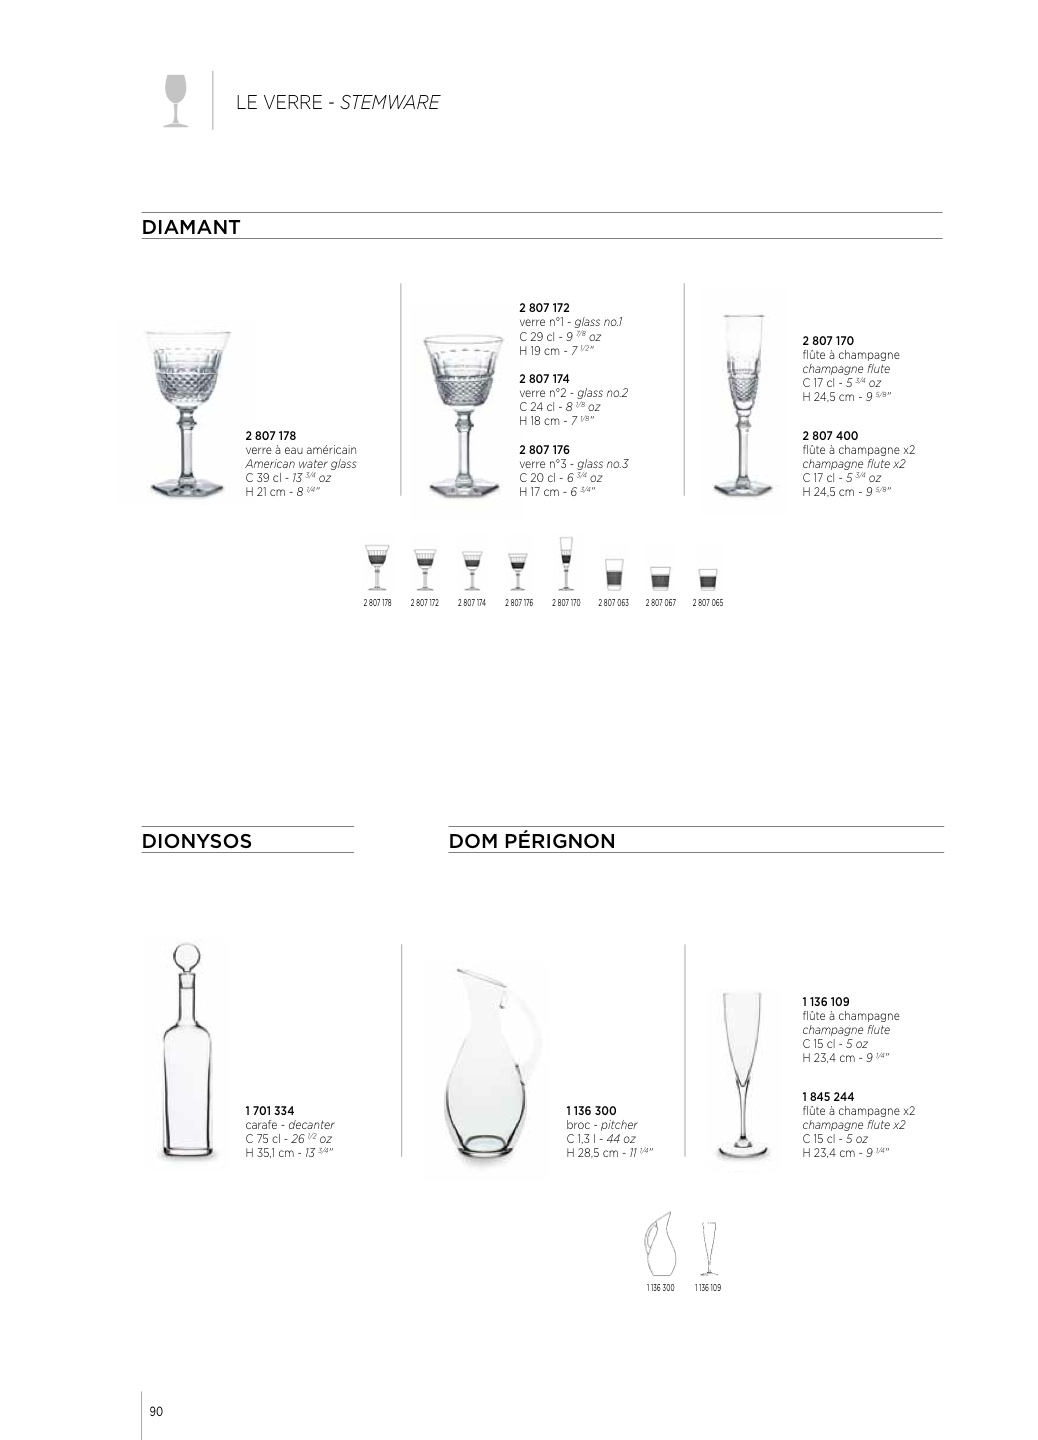 LE VERRE - STEMWARE
DIAMANT
2 807 178
verre à eau américain
American water glass
C 39 cl - 13 3/4 oz
H 21 cm - 8 1/4"
2 807 172
verre n°1 - glass no.1
C 29 cl - 9 7/8 oz
H 19 cm - 7 1/2"
2 807 174
verre n°2 - glass no.2
C 24 cl - 8 1/8 oz
H 18 cm - 7 1/8"
2 807 176
verre n°3 - glass no.3
C 20 cl - 6 3/4 oz
H 17 cm - 6 3/4"
2 807 170
flûte à champagne
champagne flute
C 17 cl - 5 3/4 oz
H 24,5 cm - 9 5/8"
2 807 400
flûte à champagne x2
champagne flute x2
C 17 cl - 5 3/4 oz
H 24,5 cm - 9 5/8"
2 807 178 2 807 172 2 807 174 2 807 176 2 807 170 2 807 063 2 807 067 2 807 065
DIONYSOS
1 701 334
carafe - decanter
C 75 cl - 26 1/2 oz
H 35,1 cm - 13 3/4"
DOM PÉRIGNON
1 136 300
broc - pitcher
C 1,3 l - 44 oz
H 28,5 cm - 11 1/4"
1 136 109
flûte à champagne
champagne flute
C 15 cl - 5 oz
H 23,4 cm - 9 1/4"
1 845 244
flûte à champagne x2
champagne flute x2
C 15 cl - 5 oz
H 23,4 cm - 9 1/4"
1 136 300 1 136 109
90